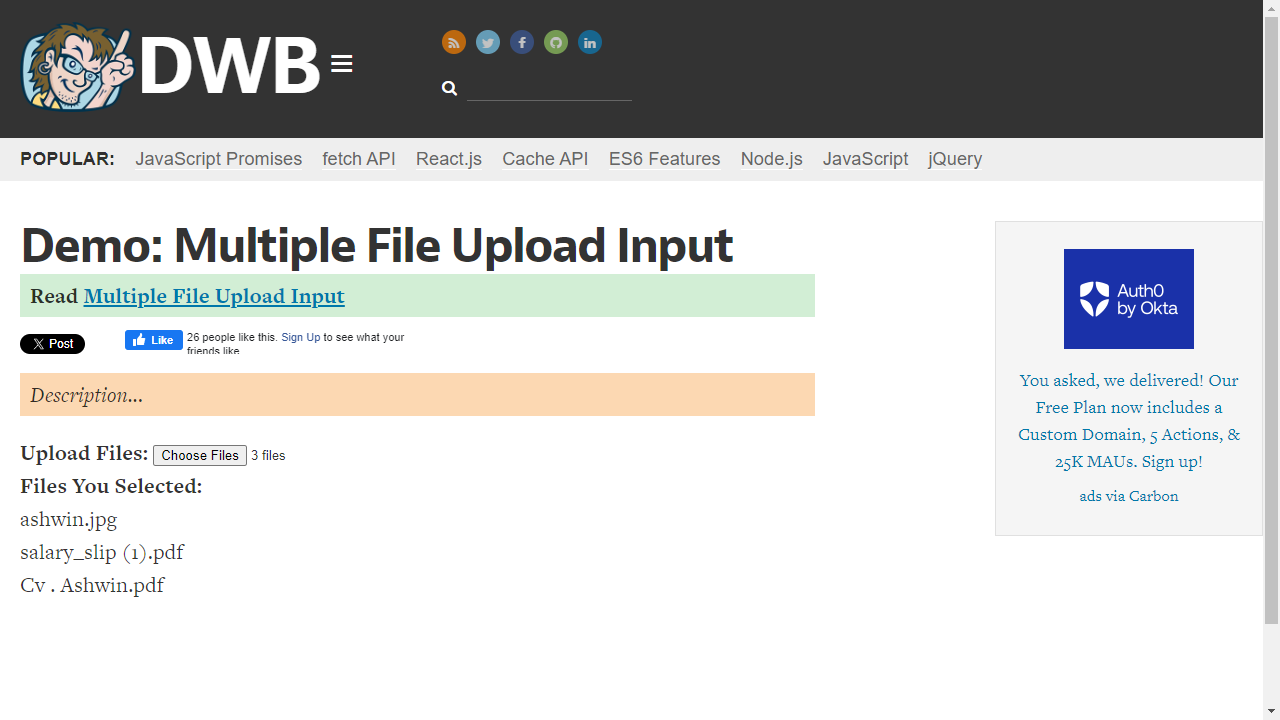 DWB
POPULAR: JavaScript Promises fetch API React.js Cache API ES6 Features Node.js JavaScript jQuery
Demo: Multiple File Upload Input
Read Multiple File Upload Input
Post
Like
26 people like this. Sign Up to see what your
friends like.
Description...
Upload Files: Choose Files 3 files
Files You Selected:
ashwin.jpg
salary_slip (1).pdf
Cv . Ashwin.pdf
Auth0
by Okta
You asked, we delivered! Our
Free Plan now includes a
Custom Domain, 5 Actions, &
25K MAUs. Sign up!
ads via Carbon